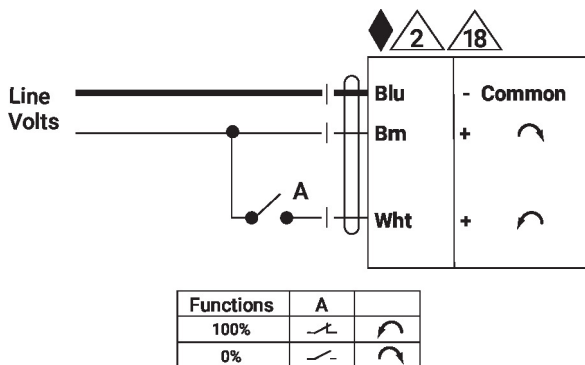 2 18
Line
Volts
Blu - Common
Brn +
A
Wht +
Functions A
100%
0%